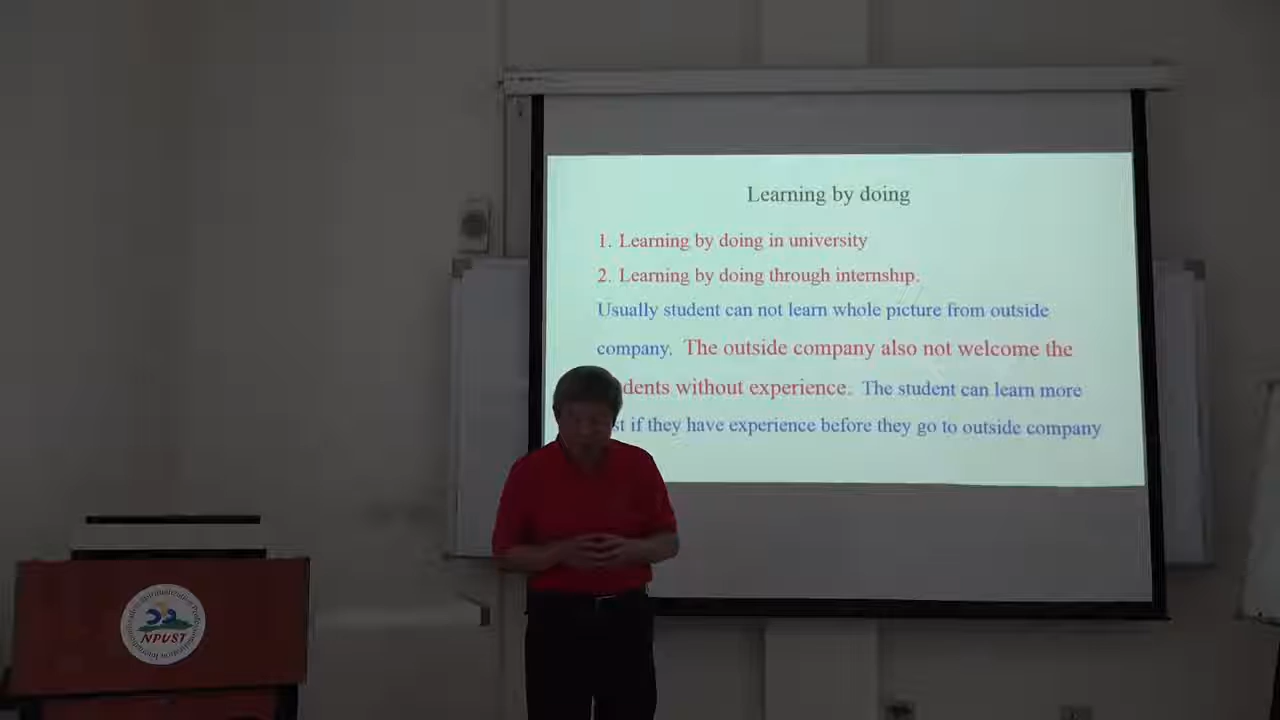 Learning by doing
1. Learning by doing in university
2. Learning by doing through internship.
Usually student can not learn whole picture from outside
company. The outside company also not welcome the
dents without experience. The student can learn more
st if they have experience before they go to outside company
NPUST